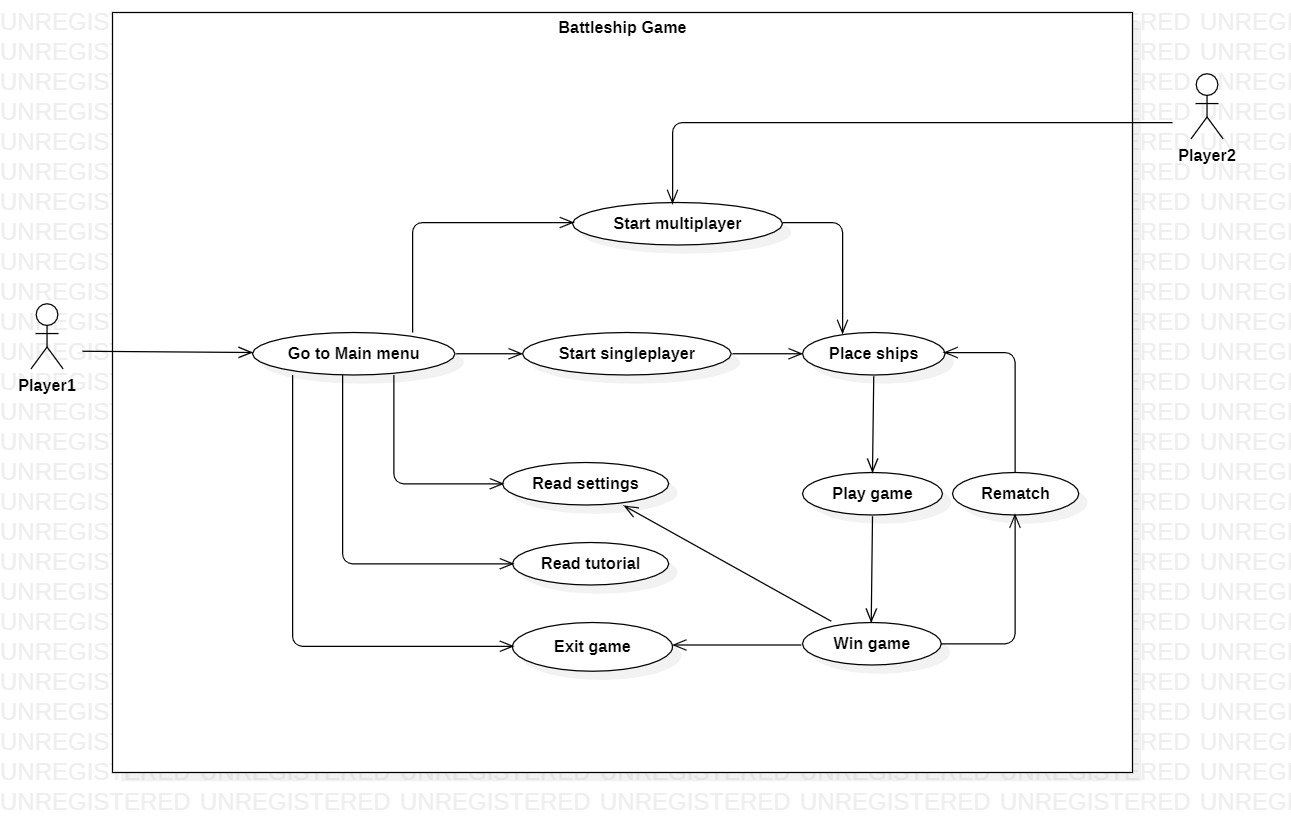 Battleship Game
Player2
Start multiplayer
Go to Main menu
Start singleplayer
Place ships
Player1
Read settings
Play game
Rematch
Read tutorial
Exit game
Win game
UNREGISTERED UNREGISTERED UNREGISTERED UNREGISTERED UNREGISTERED UNREGISTERED